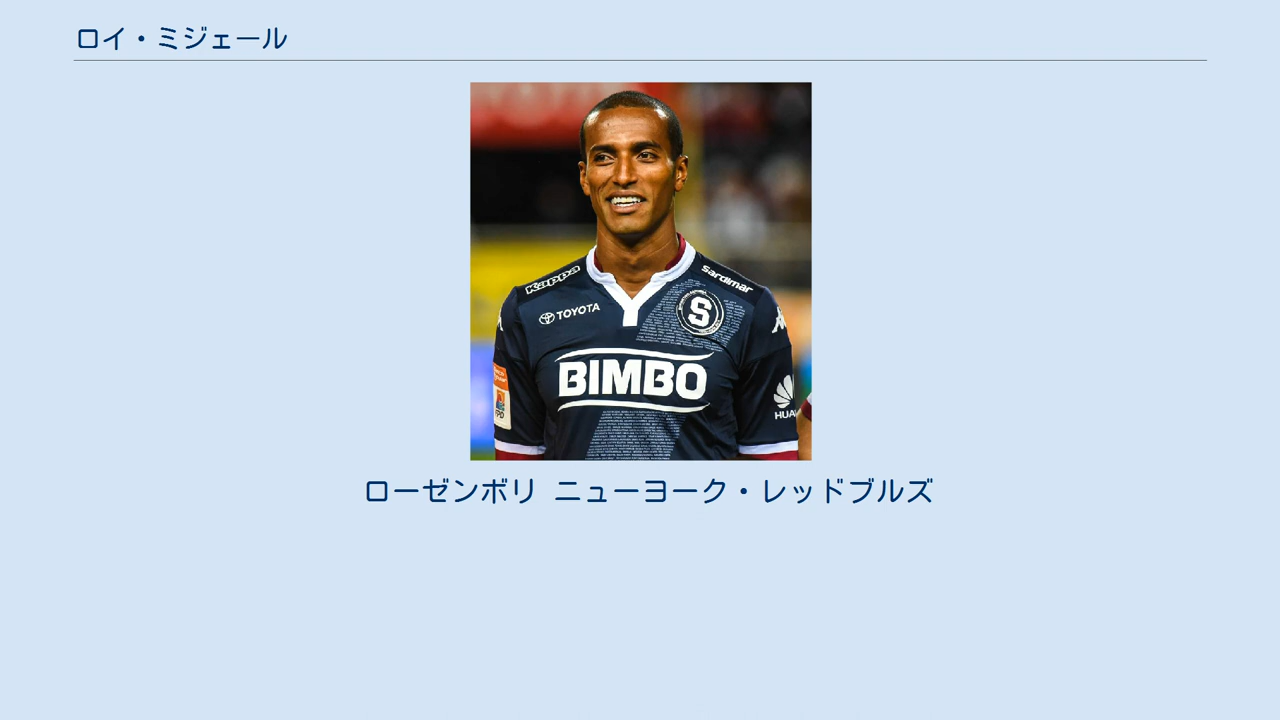 ロイ・ミジェール
Kappa
Sardimar
TOYOTA
S
BIMBO
HUA
ローゼンボリ ニューヨーク・レッドブルズ